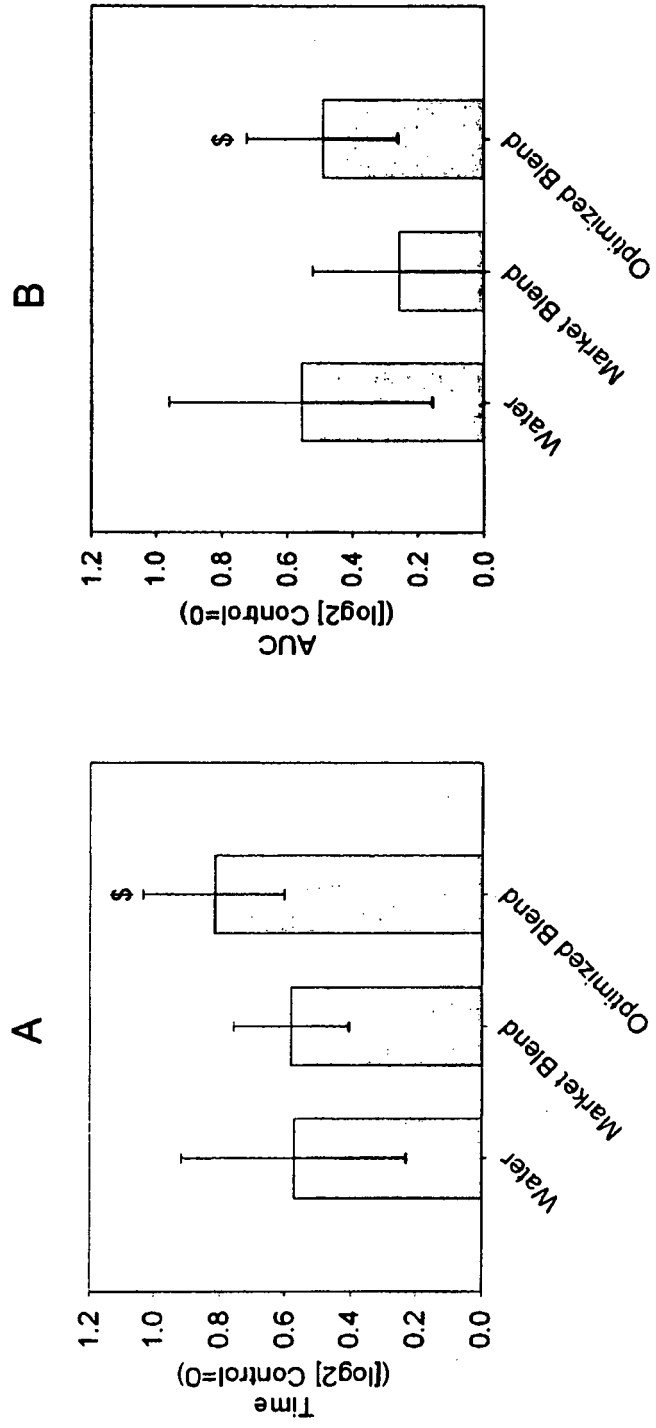 A
Time
([log2] Control=0)
1.2
1.0
0.8
0.6
0.4
0.2
0.0
$
Water
Market Blend
Optimized Blend
B
AUC
([log2] Control=0)
1.2
1.0
0.8
0.6
0.4
0.2
0.0
$
Water
Market Blend
Optimized Blend